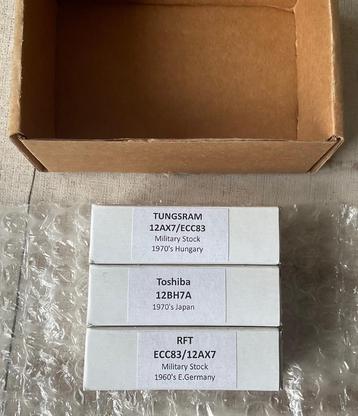 TUNGSRAM
12AX7/ECC83
Military Stock
1970's Hungary
Toshiba
12BH7A
1970's Japan
RFT
ECC83/12AX7
Military Stock
1960's E.Germany